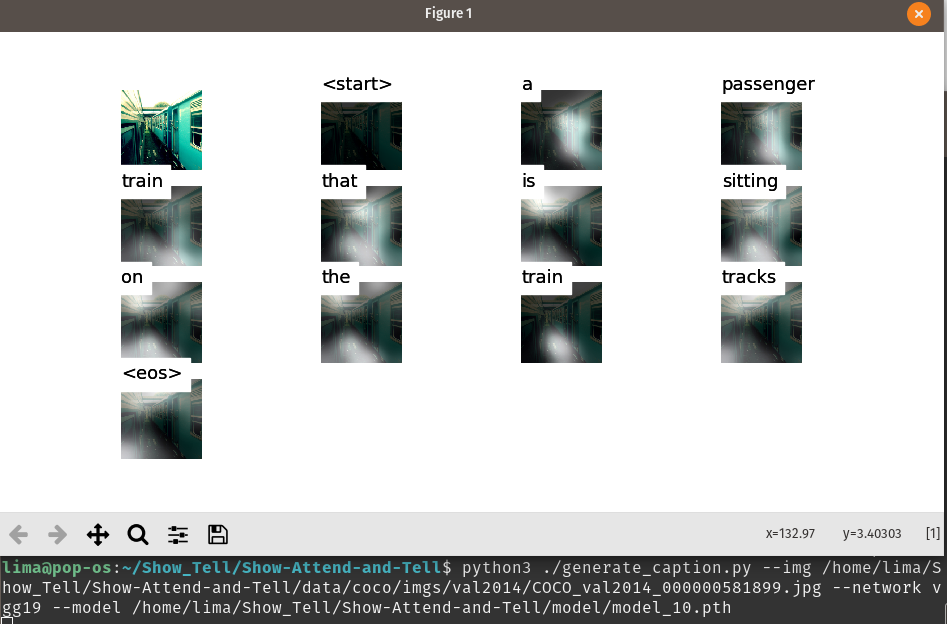 Figure 1
<start> a passenger
train that is sitting
on the train tracks
<eos>
x=132.97 y=3.40303 [1]
lima@pop-os:~/Show_Tell/Show-Attend-and-Tell$ python3 ./generate_caption.py --img /home/lima/S
how_Tell/Show-Attend-and-Tell/data/coco/imgs/val2014/COCO_val2014_000000581899.jpg --network v
gg19 --model /home/lima/Show_Tell/Show-Attend-and-Tell/model/model_10.pth